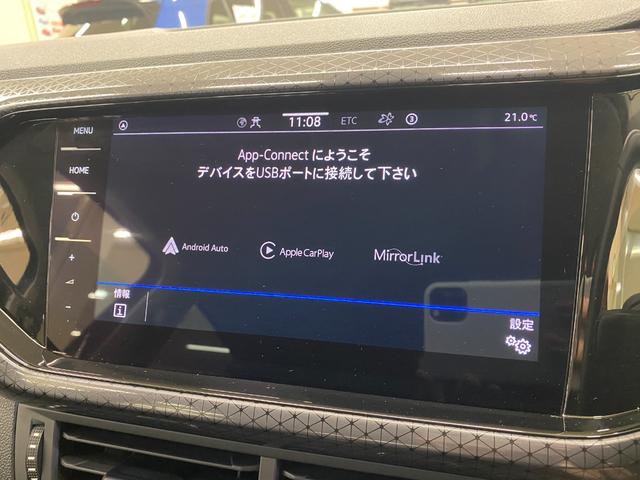 MENU
11:08 ETC 3 21.0℃
HOME
App-Connect にようこそ
デバイスをUSBポートに接続して下さい
Android Auto Apple CarPlay MirrorLink
+
-
情報
i
設定